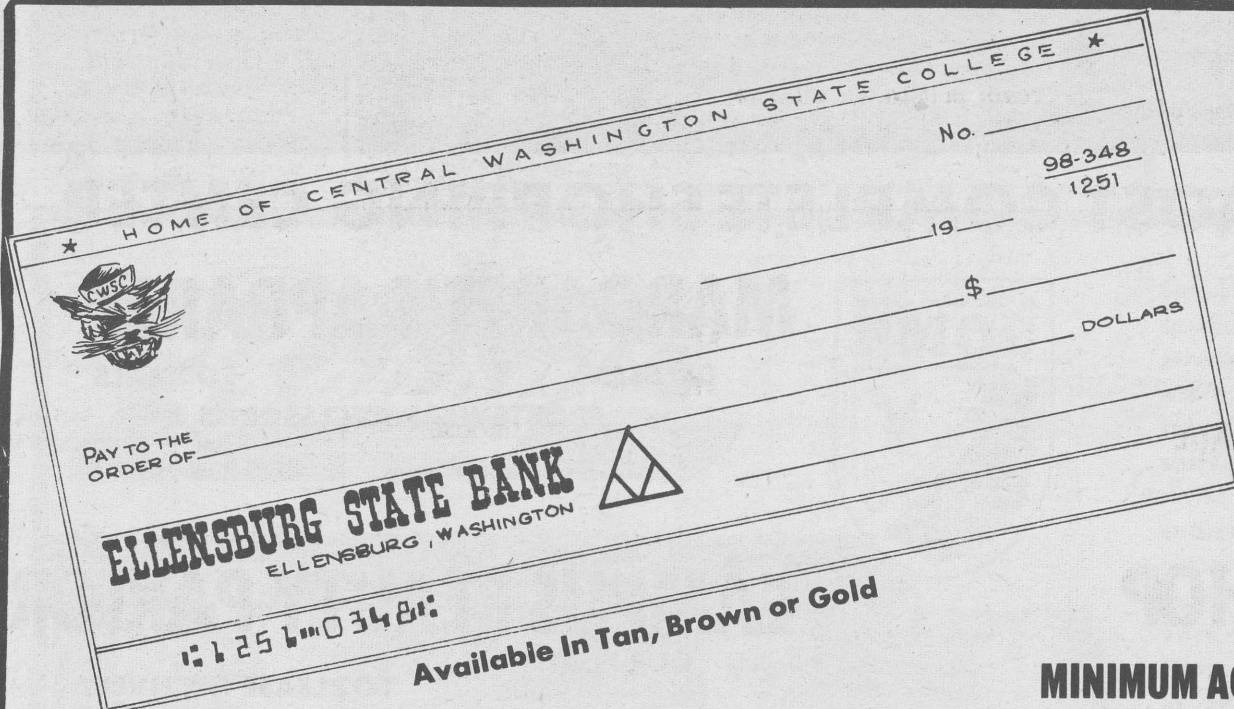 ★ HOME OF CENTRAL WASHINGTON STATE COLLEGE ★
No.
98-348
1251
CWSC
19
$
DOLLARS
PAY TO THE
ORDER OF
ELLENSBURG STATE BANK
ELLENSBURG, WASHINGTON
⑆1251⑉0348⑆
Available In Tan, Brown or Gold
MINIMUM